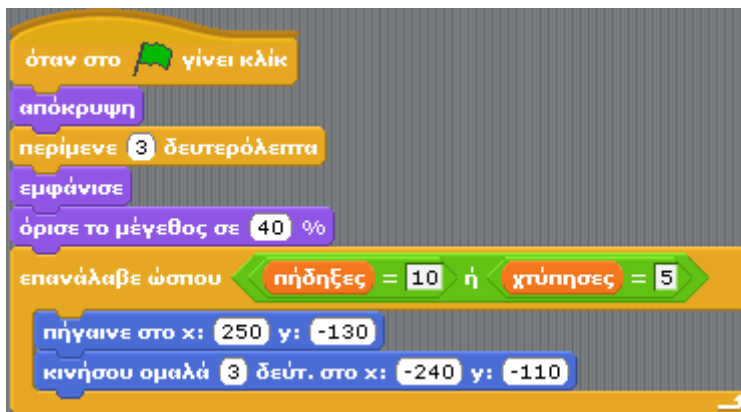 όταν στο γίνει κλίκ
απόκρυψη
περίμενε 3 δευτερόλεπτα
εμφάνισε
όρισε το μέγεθος σε 40 %
επανάλαβε ώσπου πήδηξες = 10 ή χτύπησες = 5
πήγαινε στο x: 250 y: -130
κινήσου ομαλά 3 δεύτ. στο x: -240 y: -110